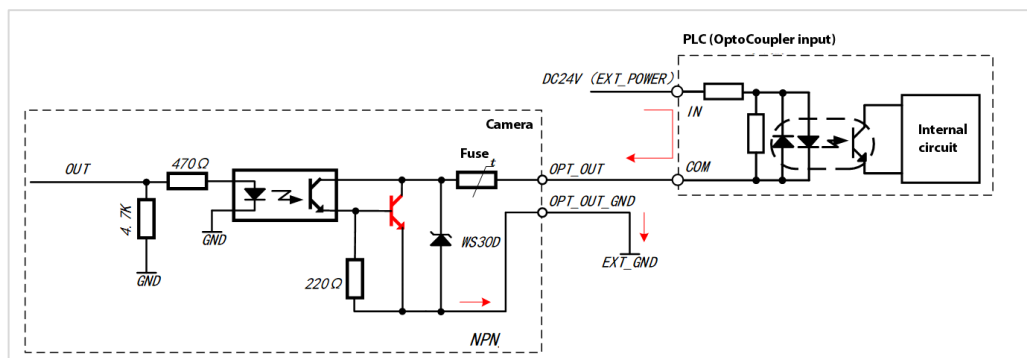 PLC (OptoCoupler input)
DC24V (EXT_POWER)
IN
Camera
Internal
circuit
Fuse
t
OUT
470Ω
OPT_OUT
COM
4.7K
GND
OPT_OUT_GND
WS30D
GND
220Ω
EXT_GND
NPN